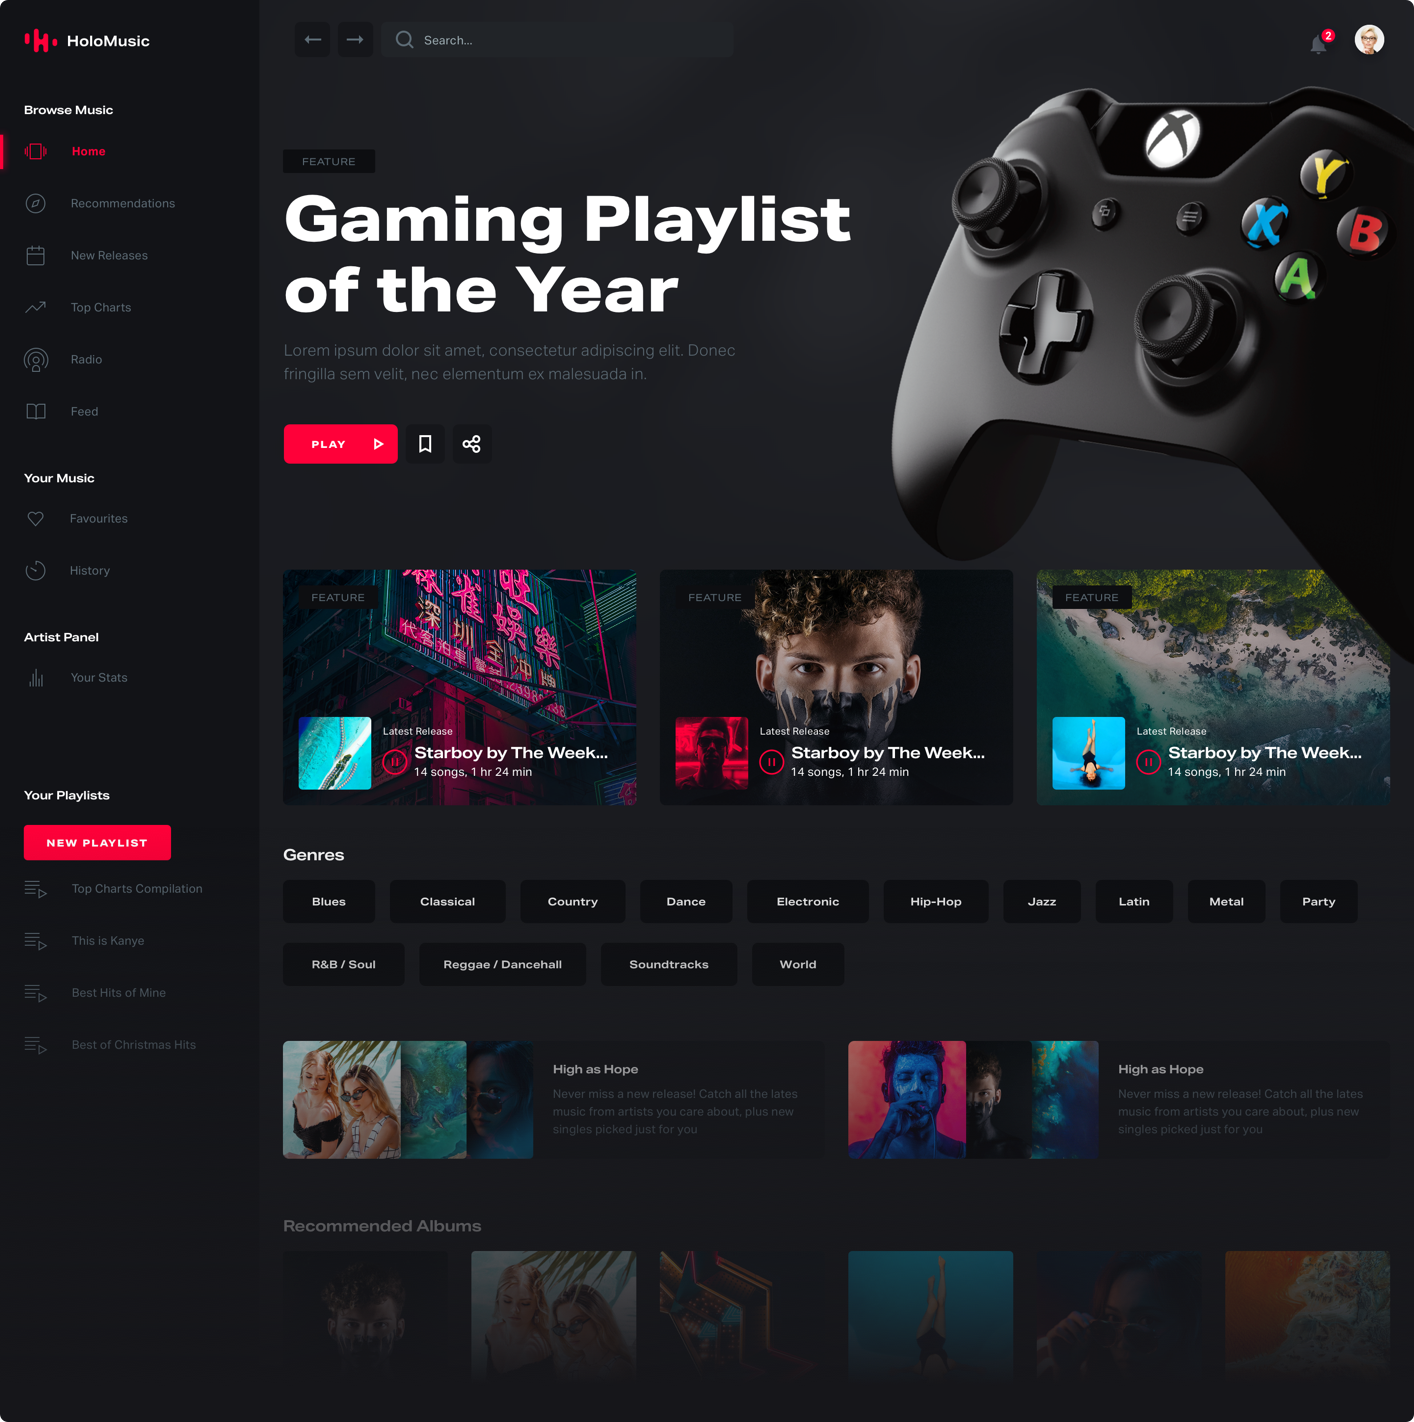 HoloMusic
Search...
2
Browse Music
Home
Recommendations
New Releases
Top Charts
Radio
Feed
Your Music
Favourites
History
Artist Panel
Your Stats
Your Playlists
NEW PLAYLIST
Top Charts Compilation
This is Kanye
Best Hits of Mine
Best of Christmas Hits
FEATURE
Gaming Playlist
of the Year
Lorem ipsum dolor sit amet, consectetur adipiscing elit. Donec
fringilla sem velit, nec elementum ex malesuada in.
PLAY
Y
X
B
A
FEATURE
深圳全冲
Latest Release
Starboy by The Week...
14 songs, 1 hr 24 min
FEATURE
Latest Release
Starboy by The Week...
14 songs, 1 hr 24 min
FEATURE
Latest Release
Starboy by The Week...
14 songs, 1 hr 24 min
Genres
Blues
Classical
Country
Dance
Electronic
Hip-Hop
Jazz
Latin
Metal
Party
R&B / Soul
Reggae / Dancehall
Soundtracks
World
High as Hope
Never miss a new release! Catch all the lates
music from artists you care about, plus new
singles picked just for you
High as Hope
Never miss a new release! Catch all the lates
music from artists you care about, plus new
singles picked just for you
Recommended Albums